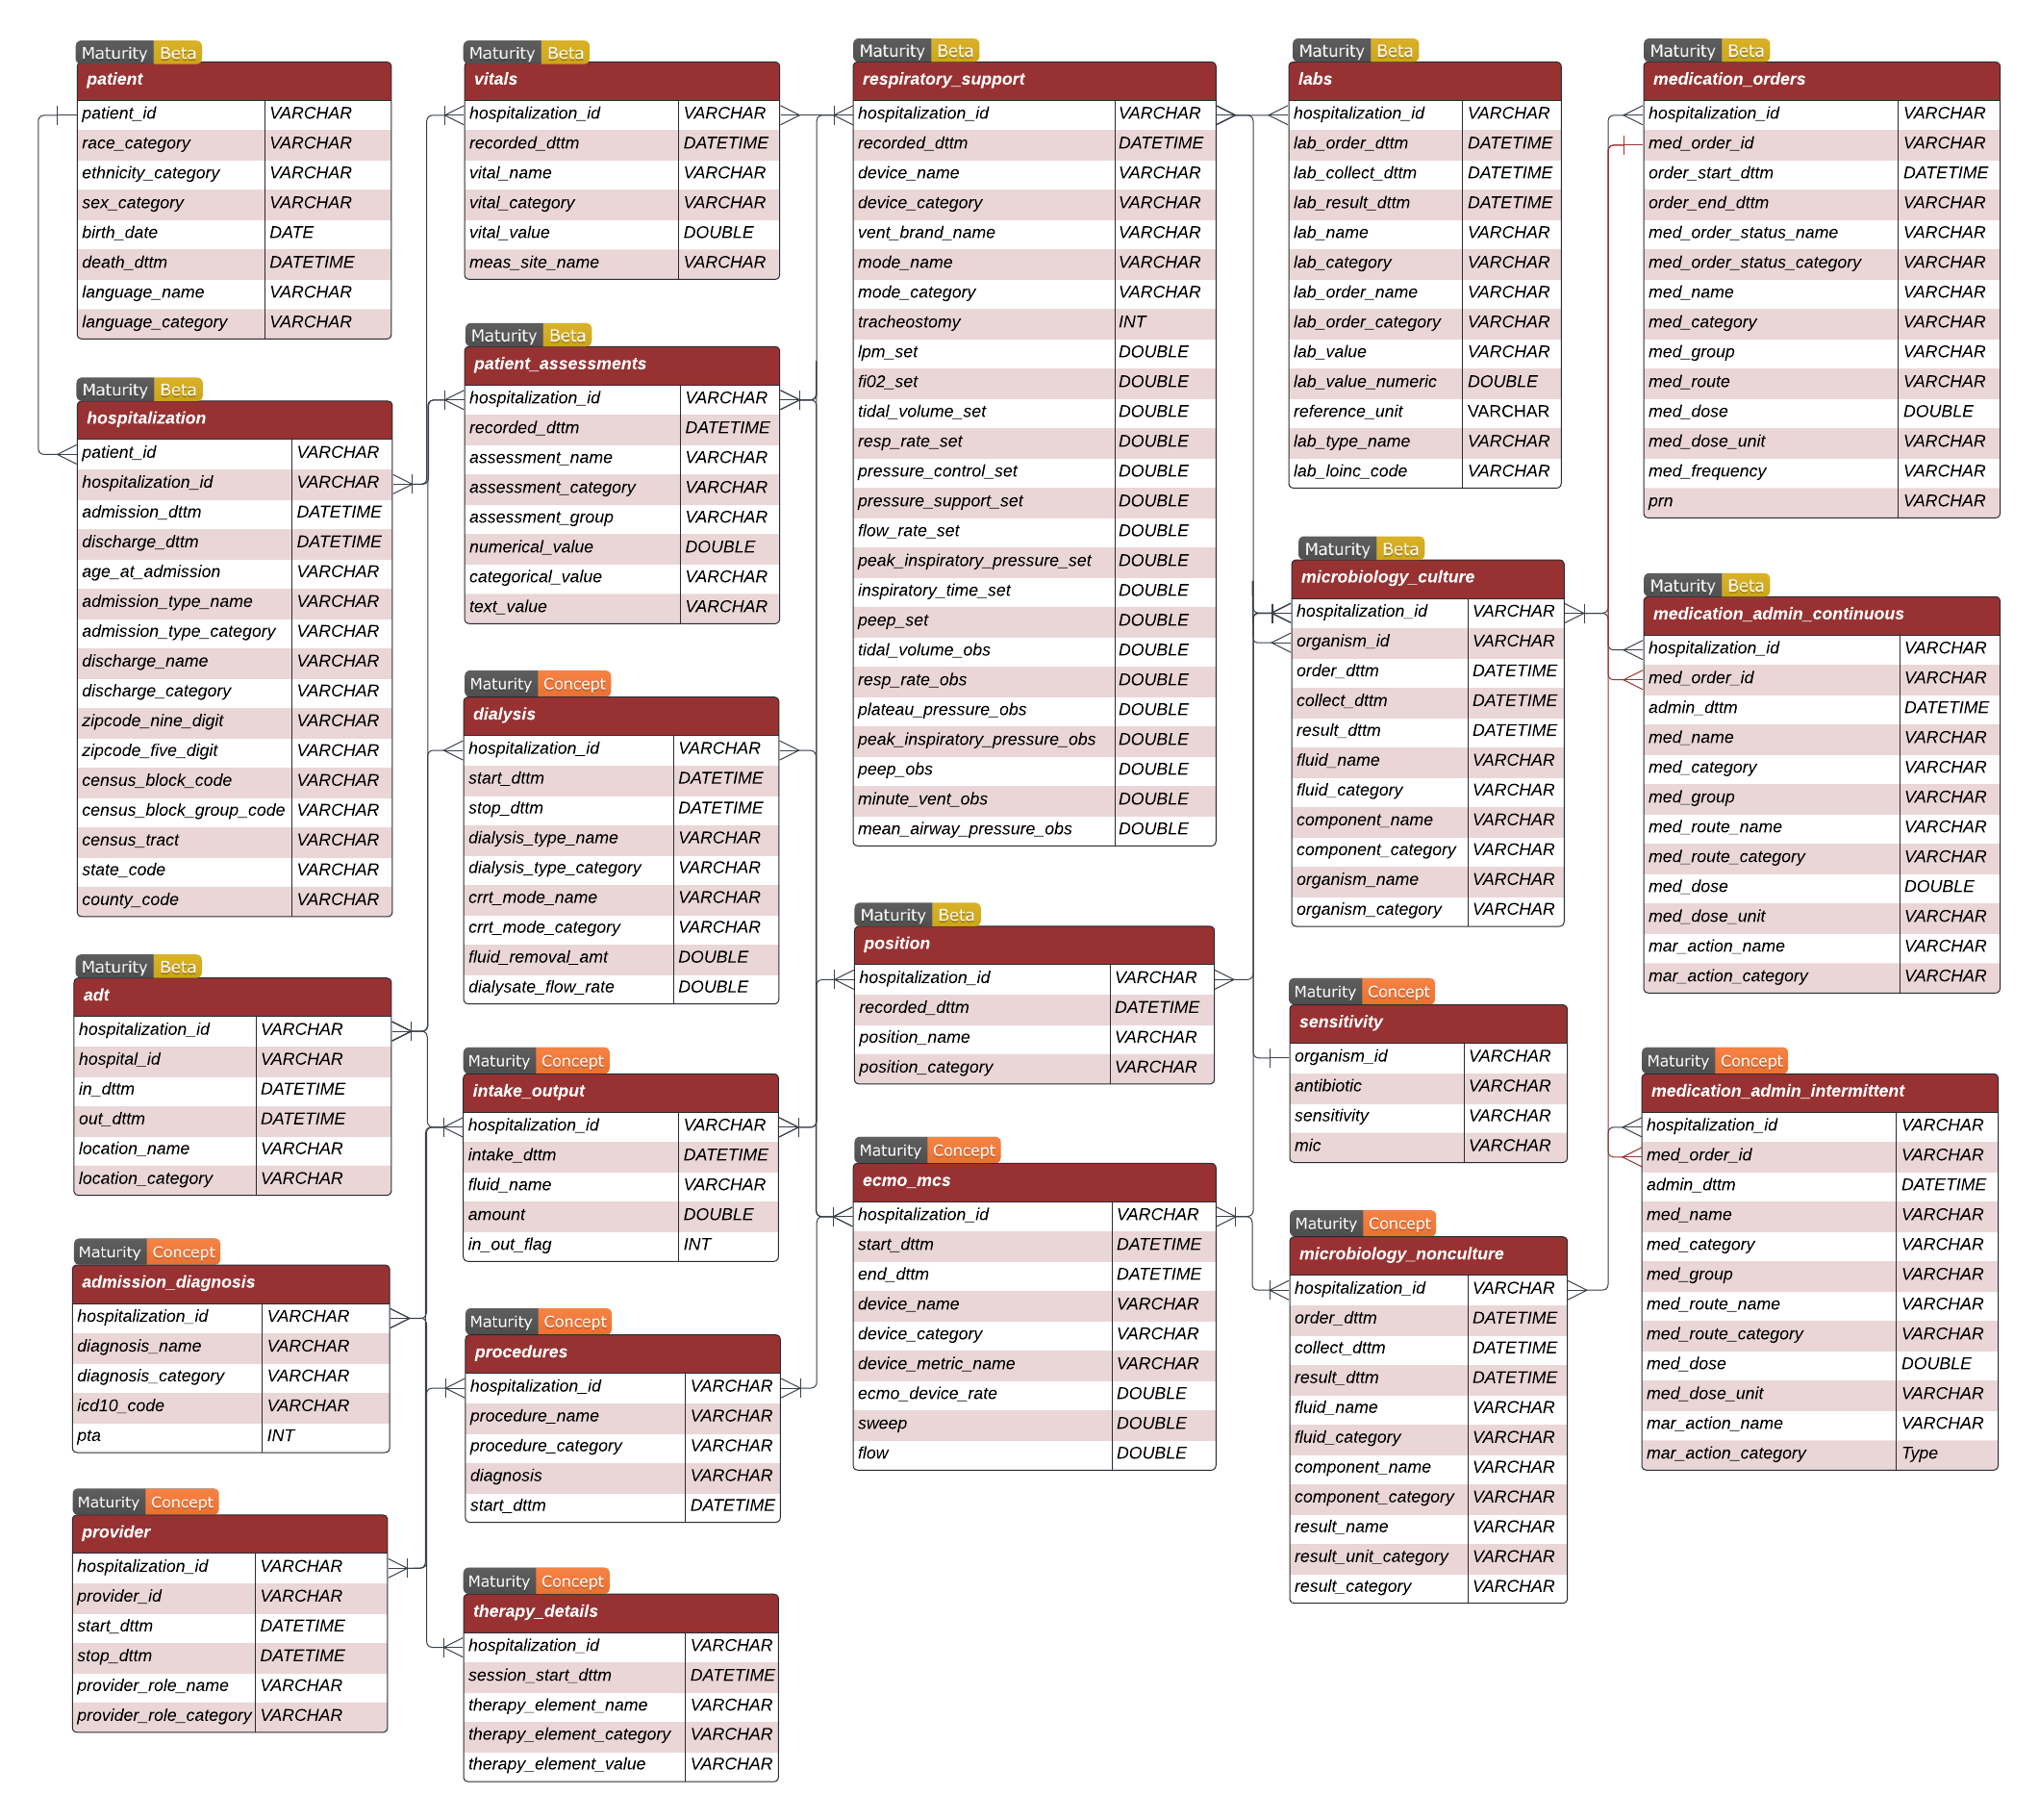 Maturity Beta
patient
patient_id VARCHAR
race_category VARCHAR
ethnicity_category VARCHAR
sex_category VARCHAR
birth_date DATE
death_dttm DATETIME
language_name VARCHAR
language_category VARCHAR
Maturity Beta
hospitalization
patient_id VARCHAR
hospitalization_id VARCHAR
admission_dttm DATETIME
discharge_dttm DATETIME
age_at_admission VARCHAR
admission_type_name VARCHAR
admission_type_category VARCHAR
discharge_name VARCHAR
discharge_category VARCHAR
zipcode_nine_digit VARCHAR
zipcode_five_digit VARCHAR
census_block_code VARCHAR
census_block_group_code VARCHAR
census_tract VARCHAR
state_code VARCHAR
county_code VARCHAR
Maturity Beta
adt
hospitalization_id VARCHAR
hospital_id VARCHAR
in_dttm DATETIME
out_dttm DATETIME
location_name VARCHAR
location_category VARCHAR
Maturity Concept
admission_diagnosis
hospitalization_id VARCHAR
diagnosis_name VARCHAR
diagnosis_category VARCHAR
icd10_code VARCHAR
pta INT
Maturity Concept
provider
hospitalization_id VARCHAR
provider_id VARCHAR
start_dttm DATETIME
stop_dttm DATETIME
provider_role_name VARCHAR
provider_role_category VARCHAR
Maturity Beta
vitals
hospitalization_id VARCHAR
recorded_dttm DATETIME
vital_name VARCHAR
vital_category VARCHAR
vital_value DOUBLE
meas_site_name VARCHAR
Maturity Beta
patient_assessments
hospitalization_id VARCHAR
recorded_dttm DATETIME
assessment_name VARCHAR
assessment_category VARCHAR
assessment_group VARCHAR
numerical_value DOUBLE
categorical_value VARCHAR
text_value VARCHAR
Maturity Concept
dialysis
hospitalization_id VARCHAR
start_dttm DATETIME
stop_dttm DATETIME
dialysis_type_name VARCHAR
dialysis_type_category VARCHAR
crrt_mode_name VARCHAR
crrt_mode_category VARCHAR
fluid_removal_amt DOUBLE
dialysate_flow_rate DOUBLE
Maturity Concept
intake_output
hospitalization_id VARCHAR
intake_dttm DATETIME
fluid_name VARCHAR
amount DOUBLE
in_out_flag INT
Maturity Concept
procedures
hospitalization_id VARCHAR
procedure_name VARCHAR
procedure_category VARCHAR
diagnosis VARCHAR
start_dttm DATETIME
Maturity Concept
therapy_details
hospitalization_id VARCHAR
session_start_dttm DATETIME
therapy_element_name VARCHAR
therapy_element_category VARCHAR
therapy_element_value VARCHAR
Maturity Beta
respiratory_support
hospitalization_id VARCHAR
recorded_dttm DATETIME
device_name VARCHAR
device_category VARCHAR
vent_brand_name VARCHAR
mode_name VARCHAR
mode_category VARCHAR
tracheostomy INT
lpm_set DOUBLE
fi02_set DOUBLE
tidal_volume_set DOUBLE
resp_rate_set DOUBLE
pressure_control_set DOUBLE
pressure_support_set DOUBLE
flow_rate_set DOUBLE
peak_inspiratory_pressure_set DOUBLE
inspiratory_time_set DOUBLE
peep_set DOUBLE
tidal_volume_obs DOUBLE
resp_rate_obs DOUBLE
plateau_pressure_obs DOUBLE
peak_inspiratory_pressure_obs DOUBLE
peep_obs DOUBLE
minute_vent_obs DOUBLE
mean_airway_pressure_obs DOUBLE
Maturity Beta
position
hospitalization_id VARCHAR
recorded_dttm DATETIME
position_name VARCHAR
position_category VARCHAR
Maturity Concept
ecmo_mcs
hospitalization_id VARCHAR
start_dttm DATETIME
end_dttm DATETIME
device_name VARCHAR
device_category VARCHAR
device_metric_name VARCHAR
ecmo_device_rate DOUBLE
sweep DOUBLE
flow DOUBLE
Maturity Beta
labs
hospitalization_id VARCHAR
lab_order_dttm DATETIME
lab_collect_dttm DATETIME
lab_result_dttm DATETIME
lab_name VARCHAR
lab_category VARCHAR
lab_order_name VARCHAR
lab_order_category VARCHAR
lab_value VARCHAR
lab_value_numeric DOUBLE
reference_unit VARCHAR
lab_type_name VARCHAR
lab_loinc_code VARCHAR
Maturity Beta
microbiology_culture
hospitalization_id VARCHAR
organism_id VARCHAR
order_dttm DATETIME
collect_dttm DATETIME
result_dttm DATETIME
fluid_name VARCHAR
fluid_category VARCHAR
component_name VARCHAR
component_category VARCHAR
organism_name VARCHAR
organism_category VARCHAR
Maturity Concept
sensitivity
organism_id VARCHAR
antibiotic VARCHAR
sensitivity VARCHAR
mic VARCHAR
Maturity Concept
microbiology_nonculture
hospitalization_id VARCHAR
order_dttm DATETIME
collect_dttm DATETIME
result_dttm DATETIME
fluid_name VARCHAR
fluid_category VARCHAR
component_name VARCHAR
component_category VARCHAR
result_name VARCHAR
result_unit_category VARCHAR
result_category VARCHAR
Maturity Beta
medication_orders
hospitalization_id VARCHAR
med_order_id VARCHAR
order_start_dttm DATETIME
order_end_dttm VARCHAR
med_order_status_name VARCHAR
med_order_status_category VARCHAR
med_name VARCHAR
med_category VARCHAR
med_group VARCHAR
med_route VARCHAR
med_dose DOUBLE
med_dose_unit VARCHAR
med_frequency VARCHAR
prn VARCHAR
Maturity Beta
medication_admin_continuous
hospitalization_id VARCHAR
med_order_id VARCHAR
admin_dttm DATETIME
med_name VARCHAR
med_category VARCHAR
med_group VARCHAR
med_route_name VARCHAR
med_route_category VARCHAR
med_dose DOUBLE
med_dose_unit VARCHAR
mar_action_name VARCHAR
mar_action_category VARCHAR
Maturity Concept
medication_admin_intermittent
hospitalization_id VARCHAR
med_order_id VARCHAR
admin_dttm DATETIME
med_name VARCHAR
med_category VARCHAR
med_group VARCHAR
med_route_name VARCHAR
med_route_category VARCHAR
med_dose DOUBLE
med_dose_unit VARCHAR
mar_action_name VARCHAR
mar_action_category Type